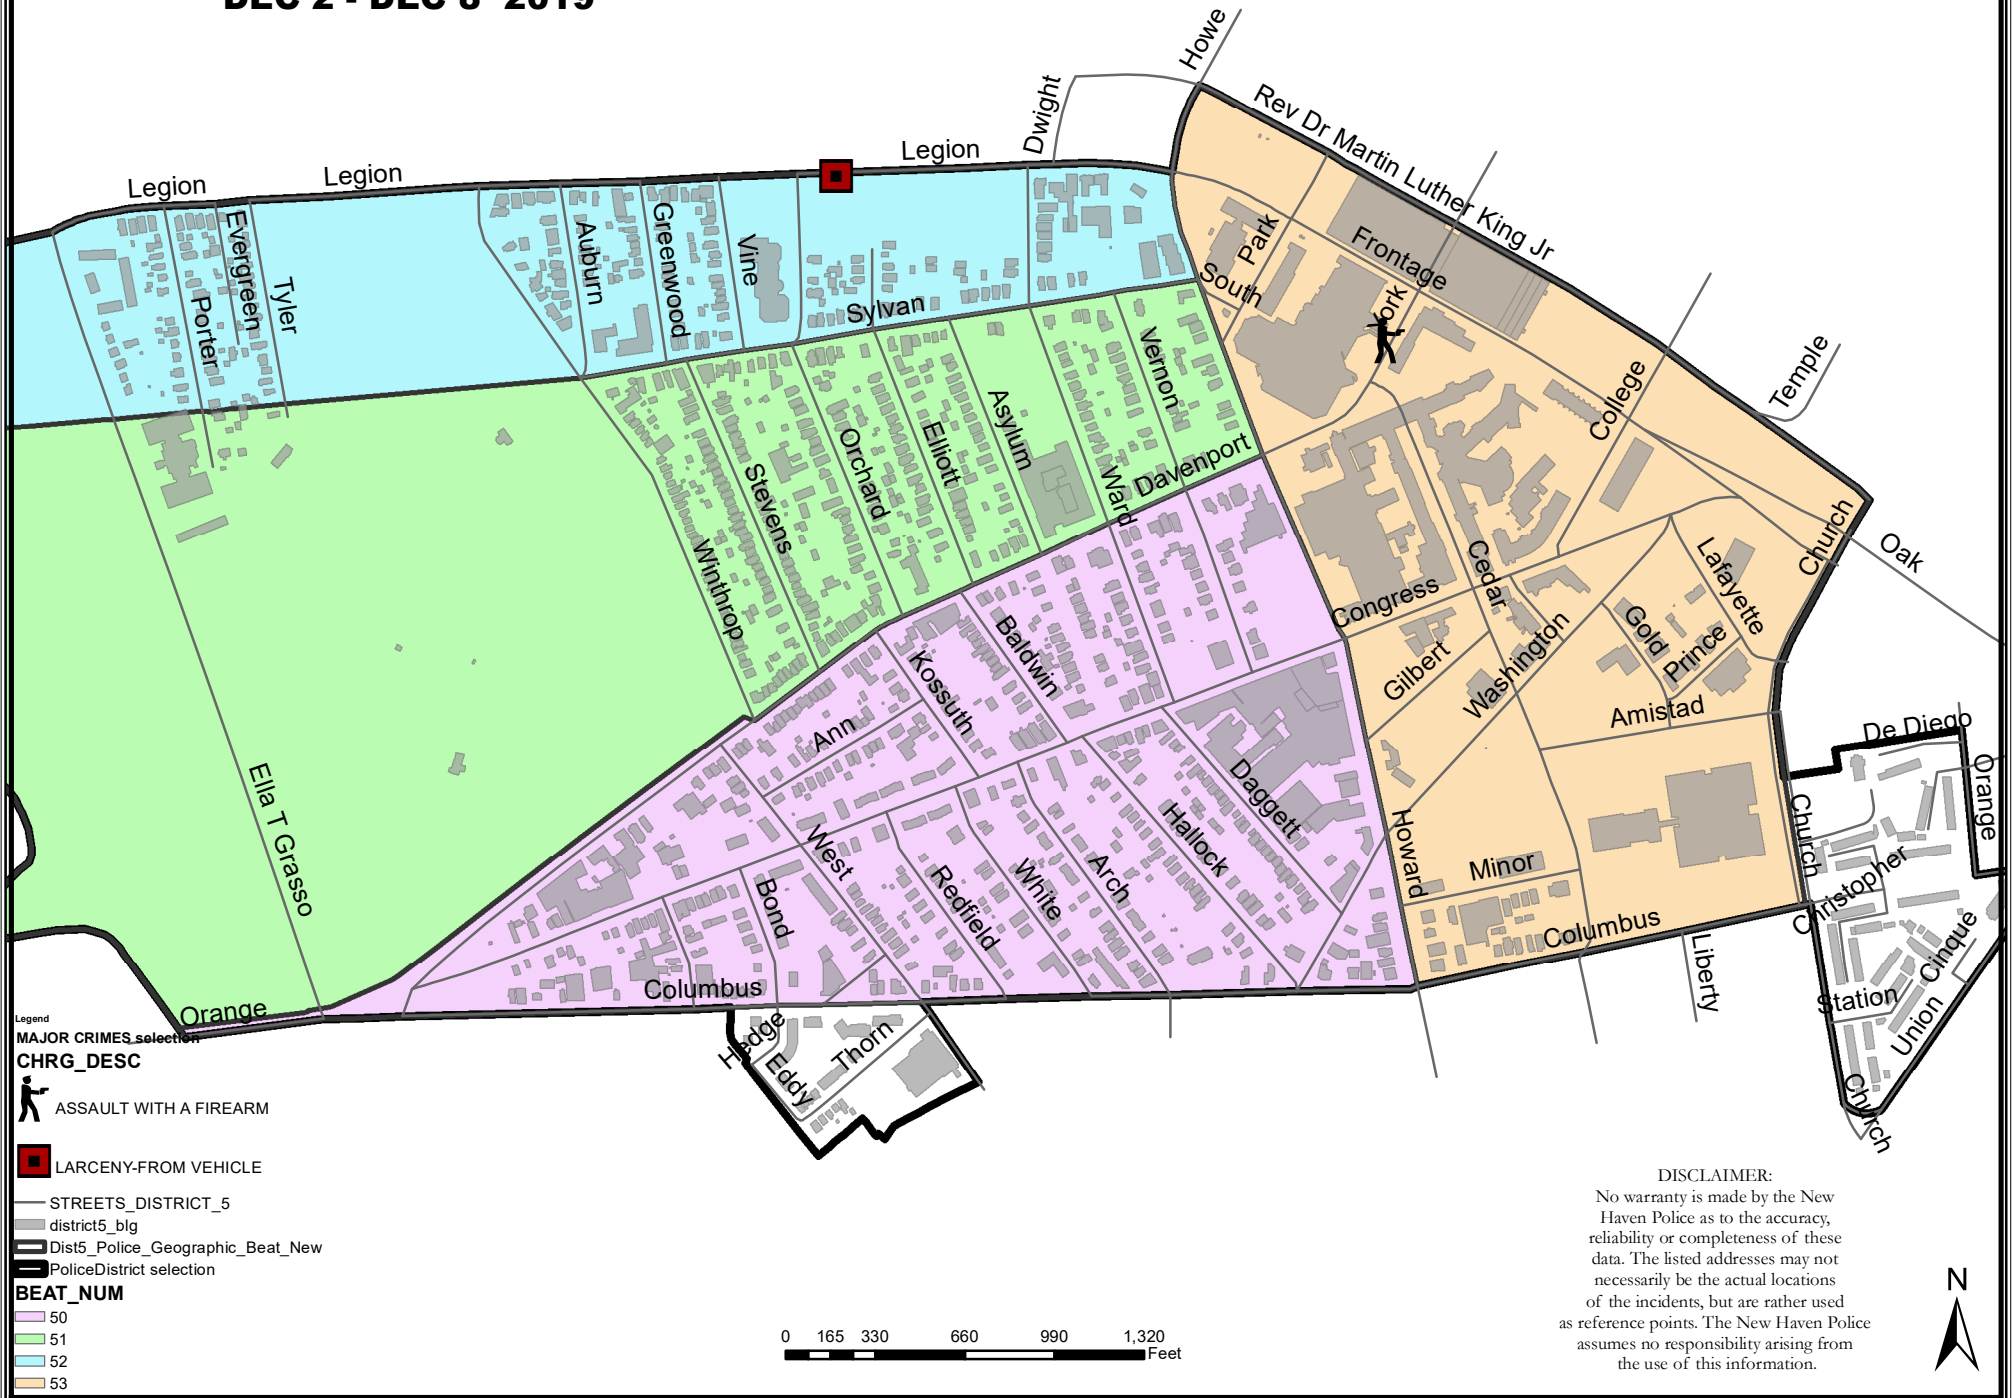 DEC 2 - DEC 8 2019
Howe
Rev Dr Martin Luther King Jr
Dwight
Legion
Legion
Legion
Evergreen
Porter
Tyler
Auburn
Greenwood
Vine
Sylvan
Park
South
Frontage
York
College
Temple
Church
Oak
Vernon
Asylum
Elliott
Orchard
Stevens
Winthrop
Ward
Davenport
Cedar
Congress
Lafayette
Gold
Prince
Washington
Gilbert
Amistad
Baldwin
Kossuth
Ann
Daggett
Hallock
Howard
Arch
White
Redfield
West
Bond
Minor
Columbus
Columbus
Ella T Grasso
Orange
De Diego
Orange
Church
Christopher
Cinque
Station
Union
Liberty
Church
Hedge
Eddy
Thorn
Legend
MAJOR CRIMES selection
CHRG_DESC
ASSAULT WITH A FIREARM
LARCENY-FROM VEHICLE
STREETS_DISTRICT_5
district5_blg
Dist5_Police_Geographic_Beat_New
PoliceDistrict selection
BEAT_NUM
50
51
52
53
0 165 330 660 990 1,320
Feet
DISCLAIMER:
No warranty is made by the New
Haven Police as to the accuracy,
reliability or completeness of these
data. The listed addresses may not
necessarily be the actual locations
of the incidents, but are rather used
as reference points. The New Haven Police
assumes no responsibility arising from
the use of this information.
N